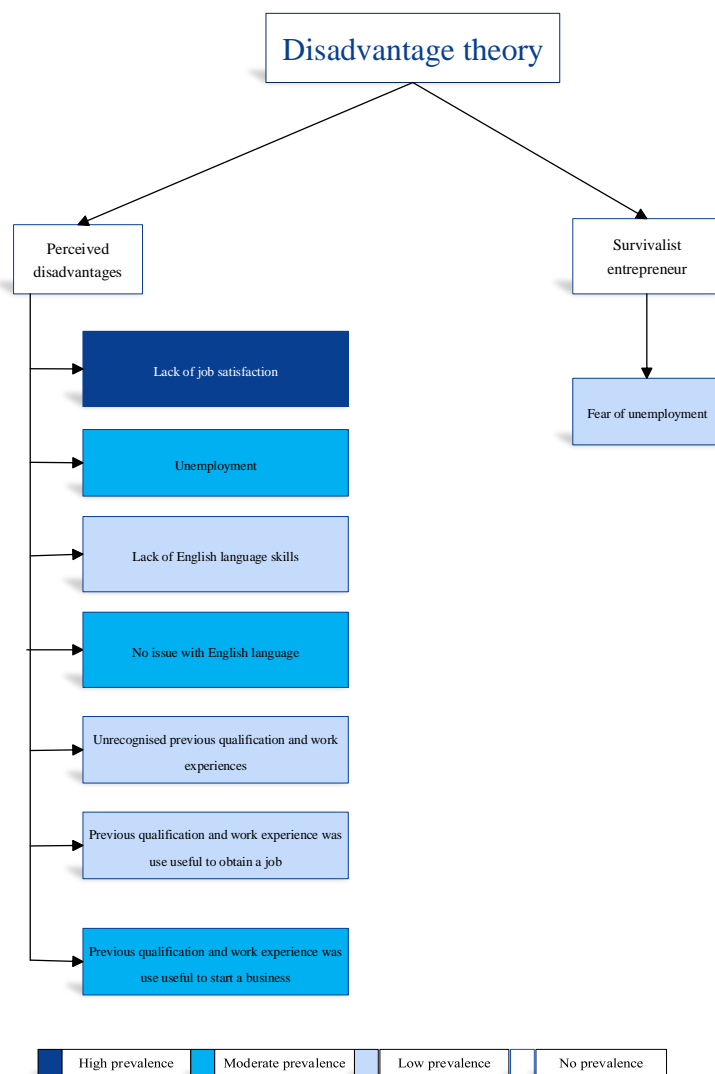 Disadvantage theory
Perceived
disadvantages
Survivalist
entrepreneur
Lack of job satisfaction
Fear of unemployment
Unemployment
Lack of English language skills
No issue with English language
Unrecognised previous qualification and work
experiences
Previous qualification and work experience was
use useful to obtain a job
Previous qualification and work experience was
use useful to start a business
High prevalence
Moderate prevalence
Low prevalence
No prevalence